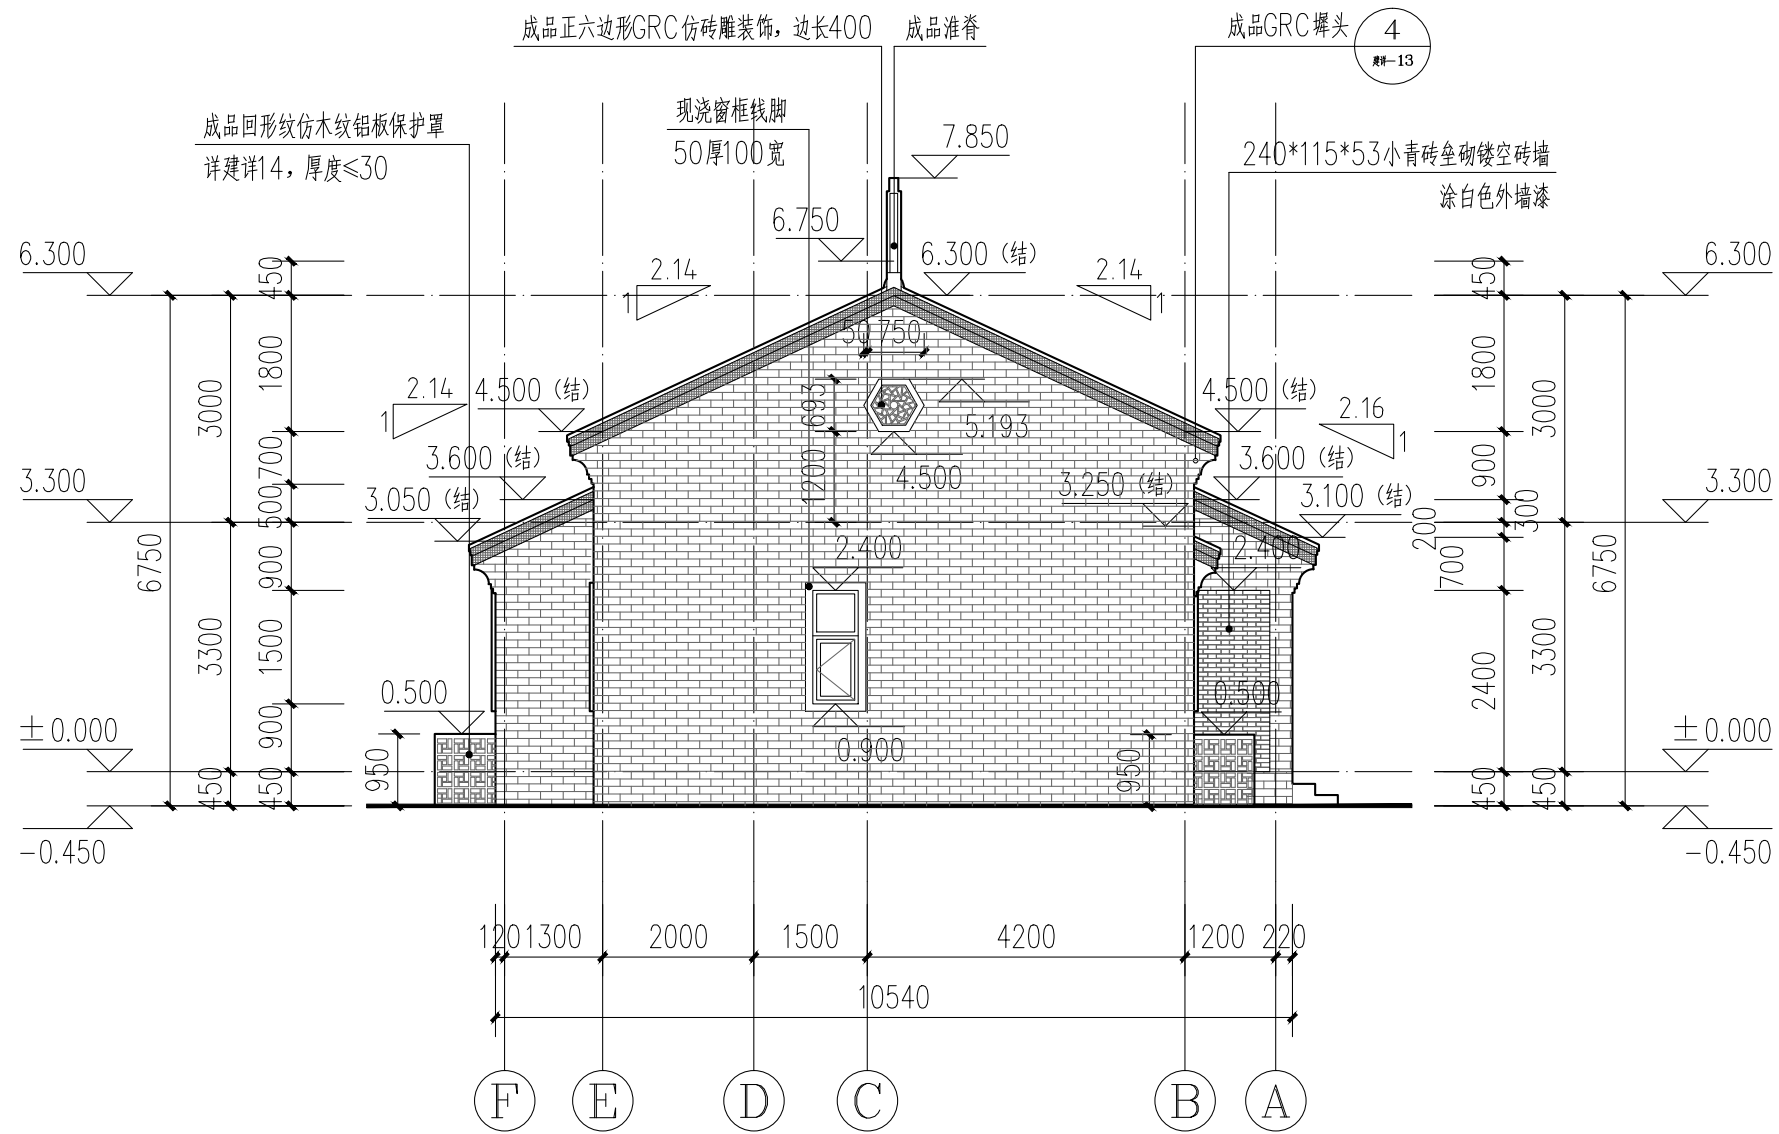 成品正六边形GRC仿砖雕装饰，边长400
成品淮脊
成品GRC墀头
4
建详-13
现浇窗框线脚
50厚100宽
成品回形纹仿木纹铝板保护罩
详建详14，厚度≤30
7.850
240*115*53小青砖垒砌镂空砖墙
涂白色外墙漆
6.750
6.300
450
2.14
1
6.300（结）
2.14
1
450
6.300
50 750
1800
3000
2.14
1
4.500（结）
693
5.193
4.500（结）
2.16
1
1800
3000
3.600（结）
700
1200
4.500
3.600（结）
900
3.300
3.050（结）
500
3.250（结）
3.100（结）
300
200
3.300
6750
900
2.400
2.400
700
6750
3300
1500
3300
2400
0.500
0.500
±0.000
900
0.900
±0.000
450
450
950
950
450
450
-0.450
-0.450
120
1300
2000
1500
4200
1200
220
10540
F
E
D
C
B
A